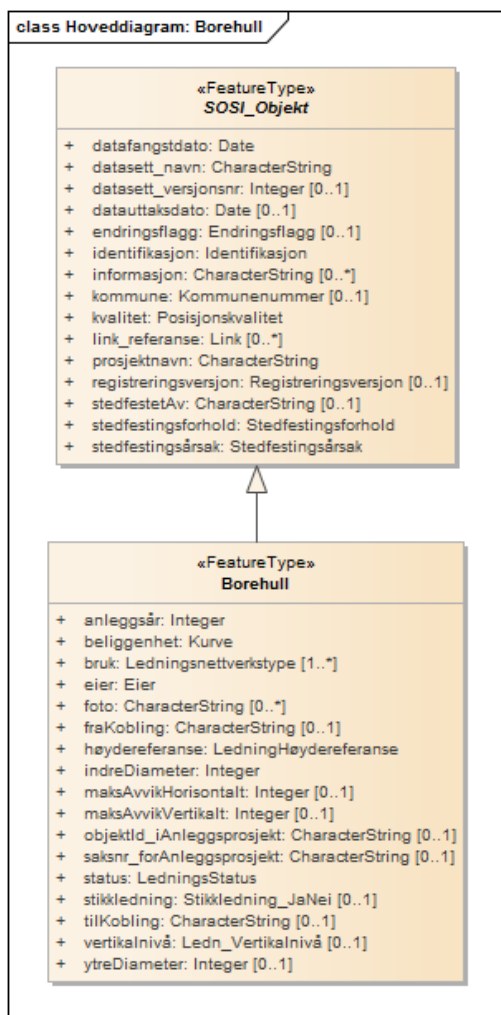 class Hoveddiagram: Borehull
«FeatureType»
SOSI_Objekt
+ datafangstdato: Date
+ datasett_navn: CharacterString
+ datasett_versjonsnr: Integer [0..1]
+ datauttaksdato: Date [0..1]
+ endringsflagg: Endringsflagg [0..1]
+ identifikasjon: Identifikasjon
+ informasjon: CharacterString [0..*]
+ kommune: Kommunenummer [0..1]
+ kvalitet: Posisjonskvalitet
+ link_referanse: Link [0..*]
+ prosjektnavn: CharacterString
+ registreringsversjon: Registreringsversjon [0..1]
+ stedfestetAv: CharacterString [0..1]
+ stedfestingsforhold: Stedfestingsforhold
+ stedfestingsårsak: Stedfestingsårsak
«FeatureType»
Borehull
+ anleggsår: Integer
+ beliggenhet: Kurve
+ bruk: Ledningsnettverkstype [1..*]
+ eier: Eier
+ foto: CharacterString [0..*]
+ fraKobling: CharacterString [0..1]
+ høydereferanse: LedningHøydereferanse
+ indreDiameter: Integer
+ maksAvvikHorisontalt: Integer [0..1]
+ maksAvvikVertikalt: Integer [0..1]
+ objektId_iAnleggsprosjekt: CharacterString [0..1]
+ saksnr_forAnleggsprosjekt: CharacterString [0..1]
+ status: LedningsStatus
+ stikkledning: Stikkledning_JaNei [0..1]
+ tilKobling: CharacterString [0..1]
+ vertikalnivå: Ledn_Vertikalnivå [0..1]
+ ytreDiameter: Integer [0..1]